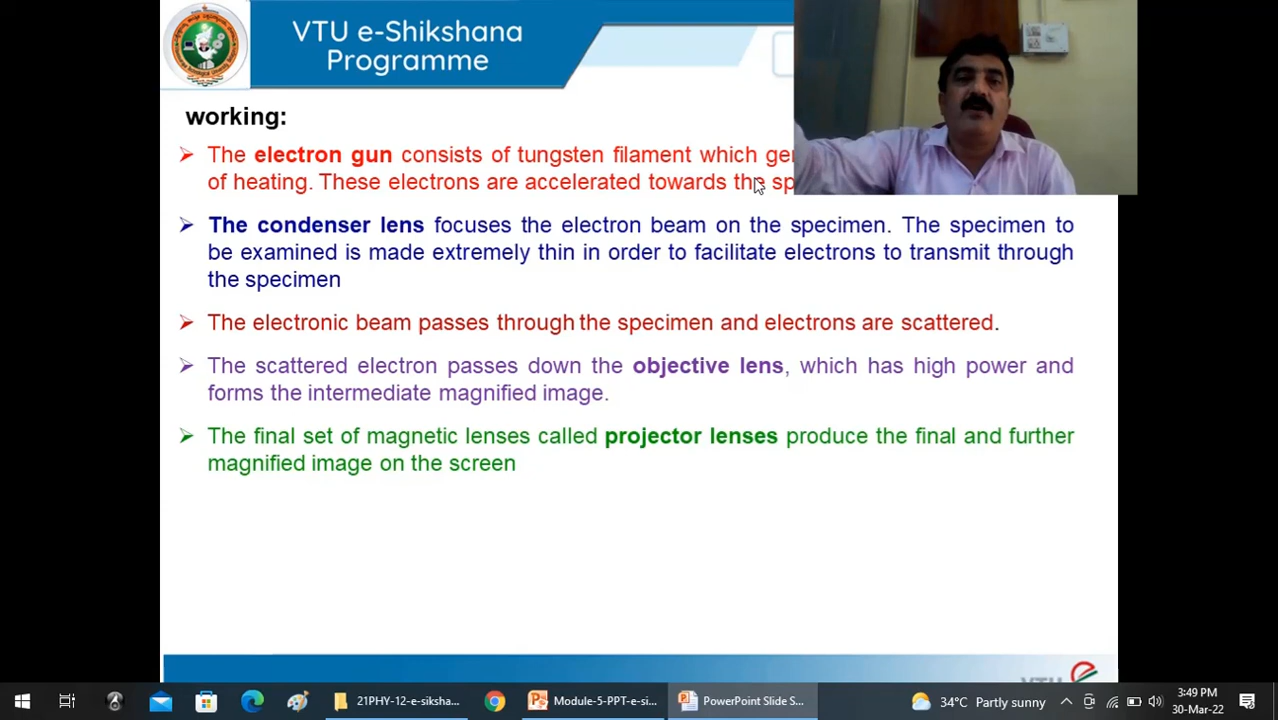 VTU e-Shikshana
Programme
working:
The electron gun consists of tungsten filament which
of heating. These electrons are accelerated towards the
The condenser lens focuses the electron beam on the specimen. The specimen to
be examined is made extremely thin in order to facilitate electrons to transmit through
the specimen
The electronic beam passes through the specimen and electrons are scattered.
The scattered electron passes down the objective lens, which has high power and
forms the intermediate magnified image.
The final set of magnetic lenses called projector lenses produce the final and further
magnified image on the screen
21PHY-12-e-siksha...
Module-5-PPT-e-si...
PowerPoint Slide S...
34°C Partly sunny
3:49 PM
30-Mar-22